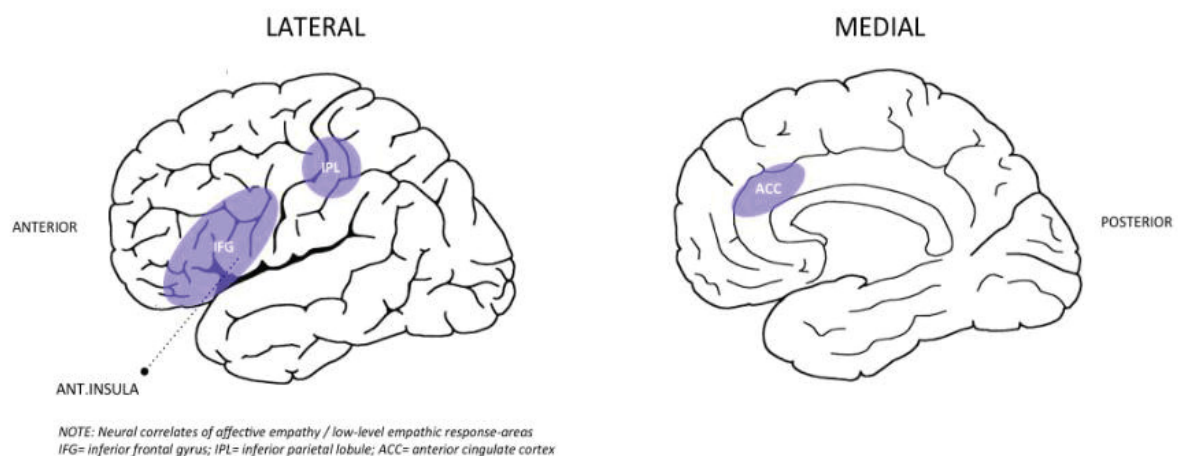 LATERAL
MEDIAL
IPL
ACC
ANTERIOR
POSTERIOR
IFG
ANT.INSULA
NOTE: Neural correlates of affective empathy / low-level empathic response-areas
IFG= inferior frontal gyrus; IPL= inferior parietal lobule; ACC= anterior cingulate cortex